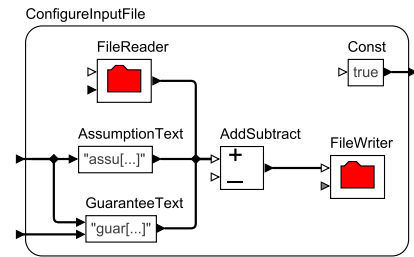 ConfigureInputFile
FileReader
Const
true
AssumptionText
"assu[...]"
AddSubtract
+
−
FileWriter
GuaranteeText
"guar[...]"